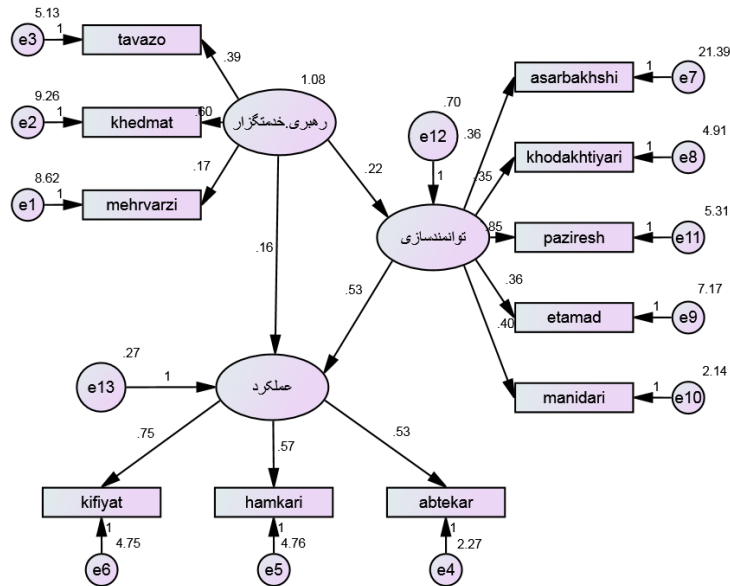 5.13
e3
1
tavazo
.39
9.26
e2
1
khedmat
.60
8.62
e1
1
mehrvarzi
.17
1.08
رهبری.خدمتگزار
.22
.16
.70
e12
1
توانمندسازی
.36
asarbakhshi
1
21.39
e7
.35
khodakhtiyari
1
4.91
e8
.85
paziresh
1
5.31
e11
.36
etamad
1
7.17
e9
.40
manidari
1
2.14
e10
.53
.27
e13
1
عملکرد
.75
.57
.53
kifiyat
hamkari
abtekar
1
4.75
e6
1
4.76
e5
1
2.27
e4